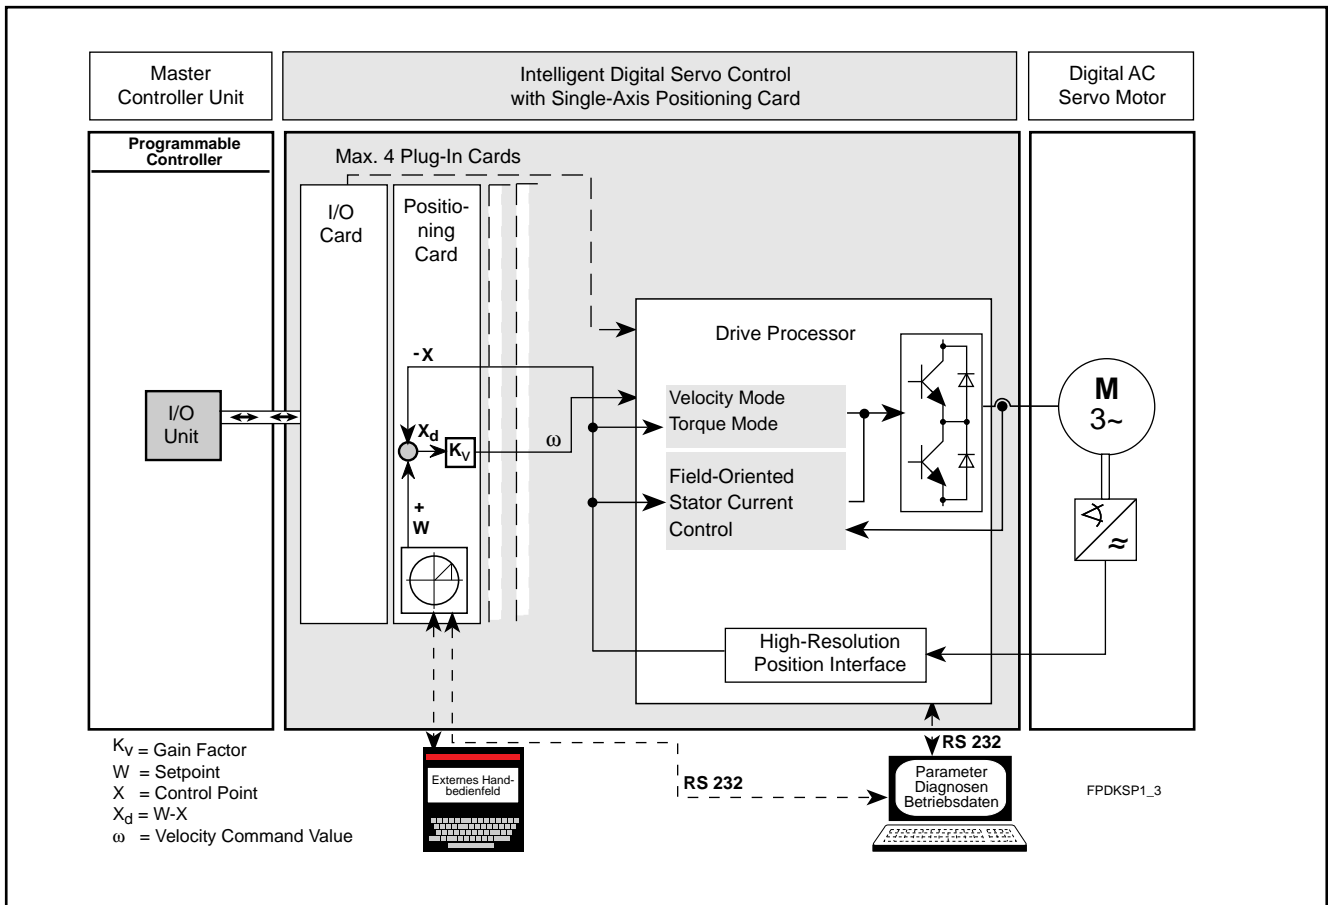 Master
Controller Unit
Intelligent Digital Servo Control
with Single-Axis Positioning Card
Digital AC
Servo Motor
Programmable
Controller
Max. 4 Plug-In Cards
I/O
Card
Positio-
ning
Card
Drive Processor
-X
Velocity Mode
Torque Mode
M
3~
I/O
Unit
Xd
KV
ω
Field-Oriented
Stator Current
Control
+
W
≈
High-Resolution
Position Interface
KV = Gain Factor
W = Setpoint
X = Control Point
Xd = W-X
ω = Velocity Command Value
Externes Hand-
bedienfeld
RS 232
RS 232
Parameter
Diagnosen
Betriebsdaten
FPDKSP1_3